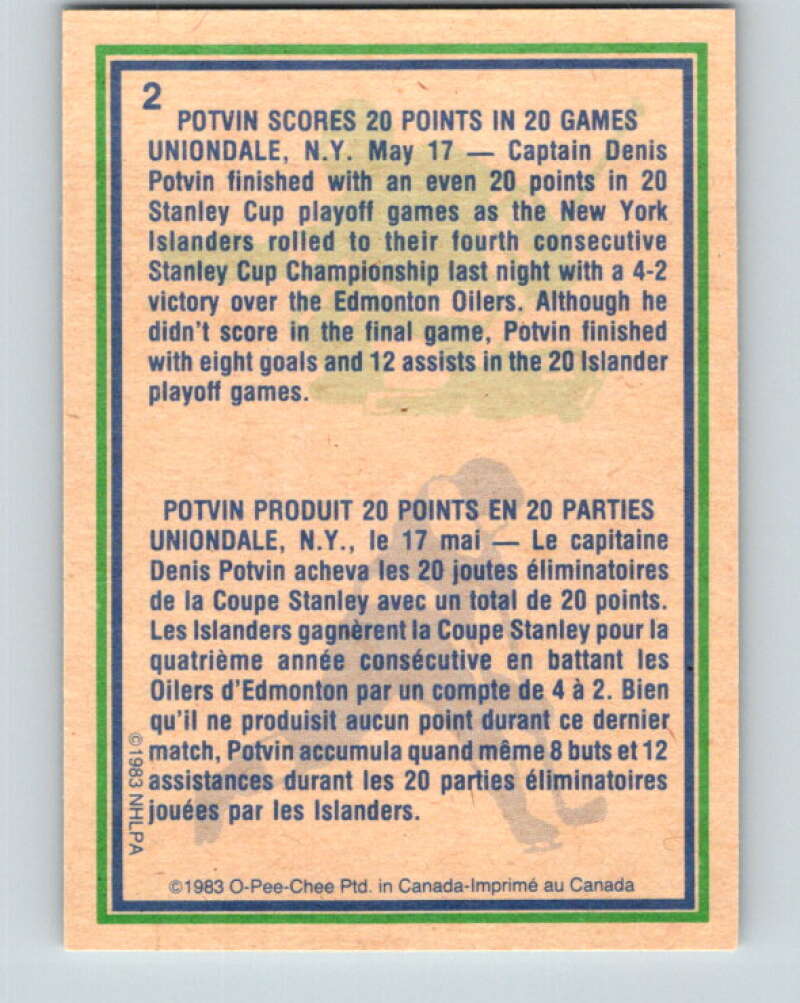 2
POTVIN SCORES 20 POINTS IN 20 GAMES
UNIONDALE, N.Y. May 17 — Captain Denis
Potvin finished with an even 20 points in 20
Stanley Cup playoff games as the New York
Islanders rolled to their fourth consecutive
Stanley Cup Championship last night with a 4-2
victory over the Edmonton Oilers. Although he
didn't score in the final game, Potvin finished
with eight goals and 12 assists in the 20 Islander
playoff games.
POTVIN PRODUIT 20 POINTS EN 20 PARTIES
UNIONDALE, N.Y., le 17 mai — Le capitaine
Denis Potvin acheva les 20 joutes éliminatoires
de la Coupe Stanley avec un total de 20 points.
Les Islanders gagnèrent la Coupe Stanley pour la
quatrième année consécutive en battant les
Oilers d'Edmonton par un compte de 4 à 2. Bien
qu'il ne produisit aucun point durant ce dernier
match, Potvin accumula quand même 8 buts et 12
assistances durant les 20 parties éliminatoires
jouées par les Islanders.
©1983 NHLPA
©1983 O-Pee-Chee Ptd. in Canada-Imprimé au Canada